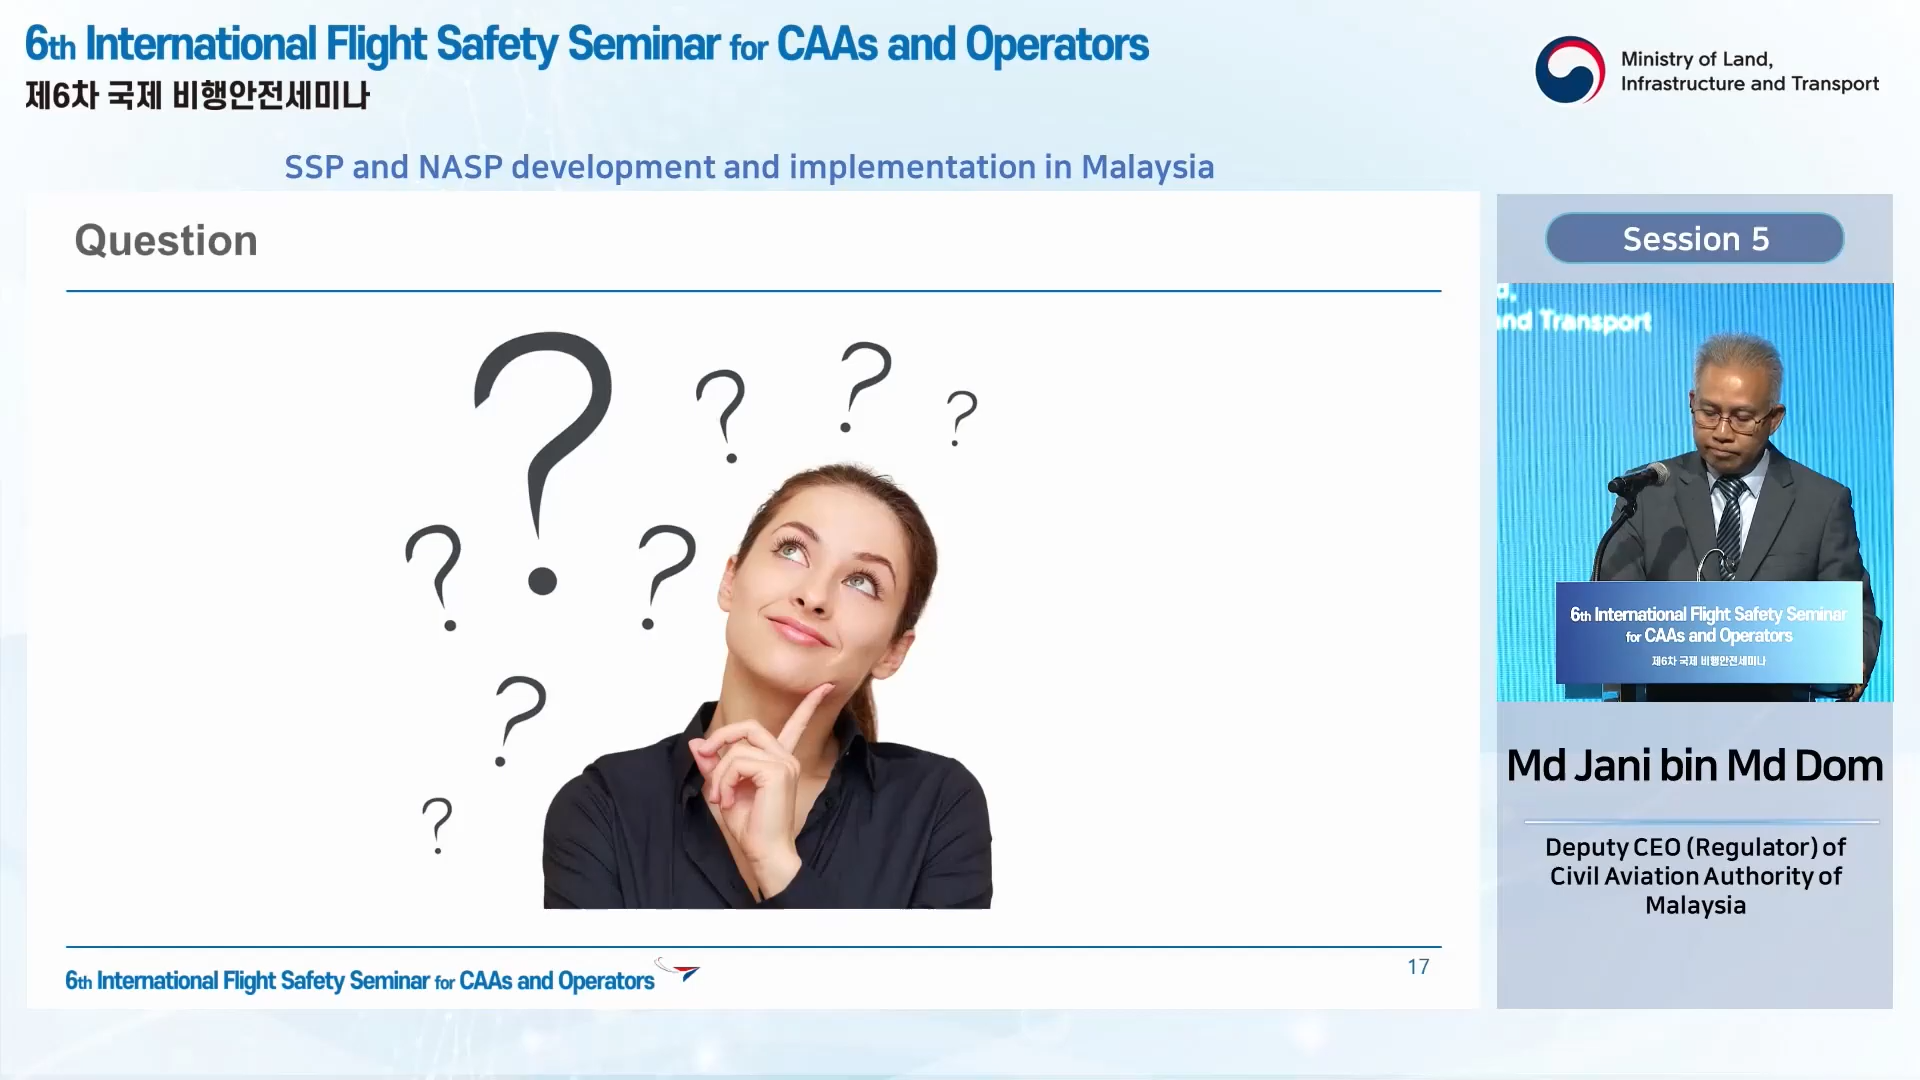 6th International Flight Safety Seminar for CAAs and Operators
제6차 국제 비행안전세미나
Ministry of Land,
Infrastructure and Transport
SSP and NASP development and implementation in Malaysia
Question
? ? ? ?
? ?
?
?
6th International Flight Safety Seminar for CAAs and Operators
17
Session 5
d,
and Transport
6th International Flight Safety Seminar
for CAAs and Operators
제6차 국제 비행안전세미나
Md Jani bin Md Dom
Deputy CEO (Regulator) of
Civil Aviation Authority of
Malaysia